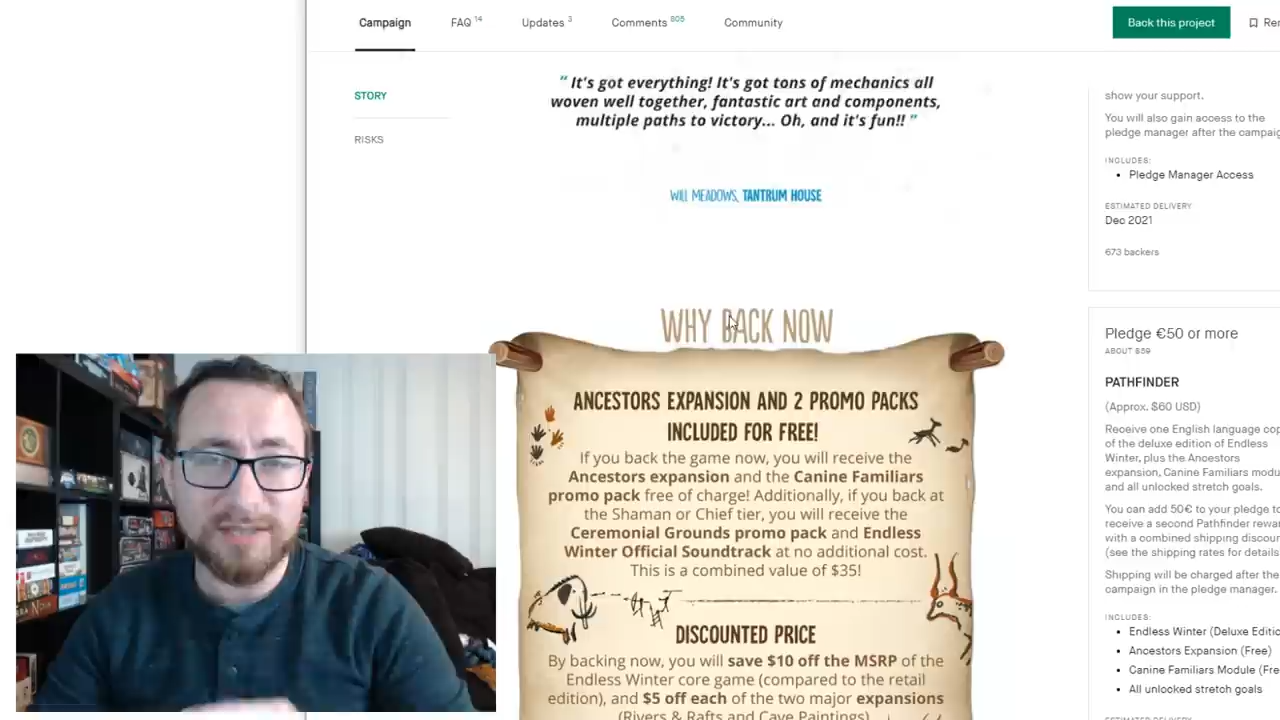 Campaign
FAQ 14
Updates 3
Comments 805
Community
Back this project
STORY
RISKS
“ It's got everything! It's got tons of mechanics all
woven well together, fantastic art and components,
multiple paths to victory... Oh, and it's fun!! ”
WILL MEADOWS, TANTRUM HOUSE
WHY BACK NOW
ANCESTORS EXPANSION AND 2 PROMO PACKS
INCLUDED FOR FREE!
If you back the game now, you will receive the
Ancestors expansion and the Canine Familiars
promo pack free of charge! Additionally, if you back at
the Shaman or Chief tier, you will receive the
Ceremonial Grounds promo pack and Endless
Winter Official Soundtrack at no additional cost.
This is a combined value of $35!
DISCOUNTED PRICE
By backing now, you will save $10 off the MSRP of the
Endless Winter core game (compared to the retail
edition), and $5 off each of the two major expansions
(Rivers & Rafts and Cave Paintings)
show your support.
You will also gain access to the
pledge manager after the campaig
INCLUDES:
• Pledge Manager Access
ESTIMATED DELIVERY
Dec 2021
673 backers
Pledge €50 or more
ABOUT $59
PATHFINDER
(Approx. $60 USD)
Receive one English language cop
of the deluxe edition of Endless
Winter, plus the Ancestors
expansion, Canine Familiars modu
and all unlocked stretch goals.
You can add 50€ to your pledge to
receive a second Pathfinder rewa
with a combined shipping discoun
(see the shipping rates for details
Shipping will be charged after the
campaign in the pledge manager.
INCLUDES:
• Endless Winter (Deluxe Editio
• Ancestors Expansion (Free)
• Canine Familiars Module (Fre
• All unlocked stretch goals